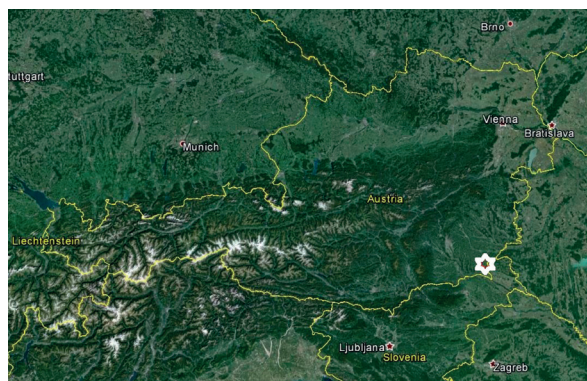 Brno
tuttgart
Vienna
Bratislava
Munich
Austria
Liechtenstein
Ljubljana
Slovenia
Zagreb